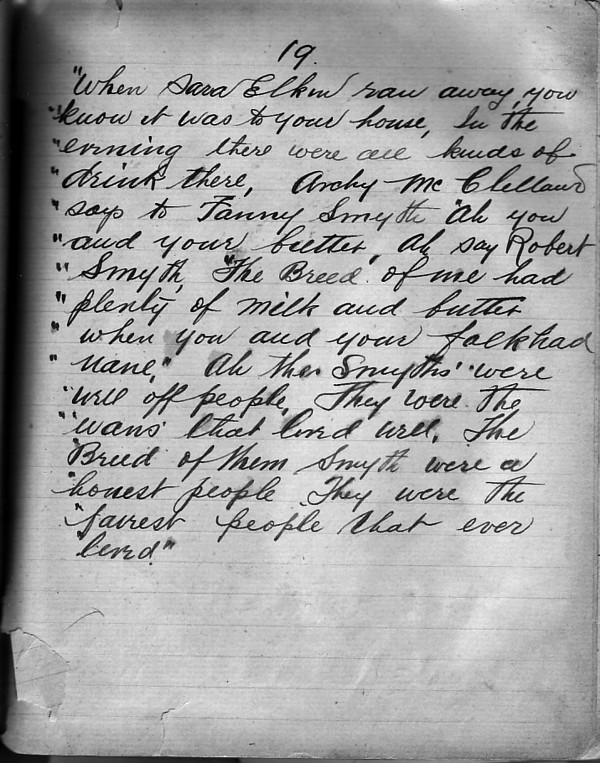 19.
"When Sara Elkin ran away, you
"know it was to your house, In the
"evening there were all kinds of
"drink there, Archy Mc Clelland
"says to Fanny Smyth "Ah you
"and your butter, Ah say Robert
"Smyth, "The Breed" of me had
"plenty of milk and butter
"when you and your folk had
"nane," Ah the Smyths' were
"well off people, They were the
"wans' that lived well. The
"Breed" of them Smyth were a
"honest people They were the
"fairest people that ever
"lived"